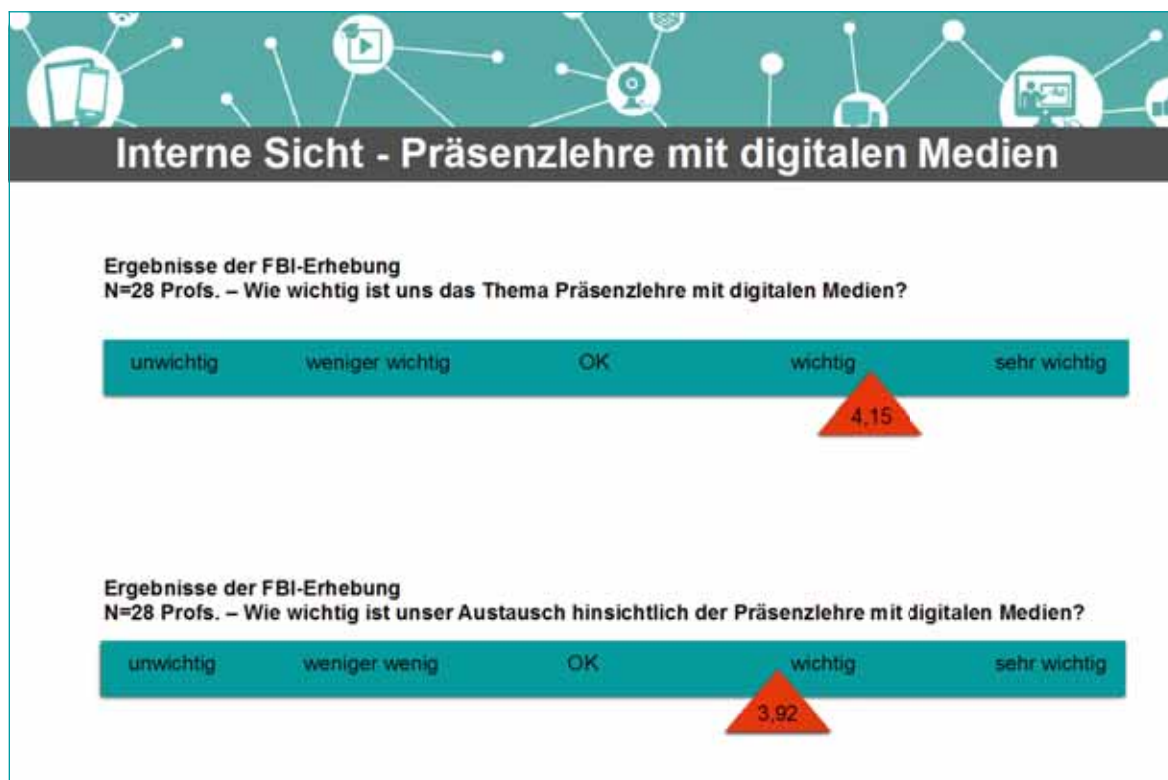 Interne Sicht - Präsenzlehre mit digitalen Medien
Ergebnisse der FBI-Erhebung
N=28 Profs. – Wie wichtig ist uns das Thema Präsenzlehre mit digitalen Medien?
unwichtig weniger wichtig OK wichtig sehr wichtig
4,15
Ergebnisse der FBI-Erhebung
N=28 Profs. – Wie wichtig ist unser Austausch hinsichtlich der Präsenzlehre mit digitalen Medien?
unwichtig weniger wenig OK wichtig sehr wichtig
3,92